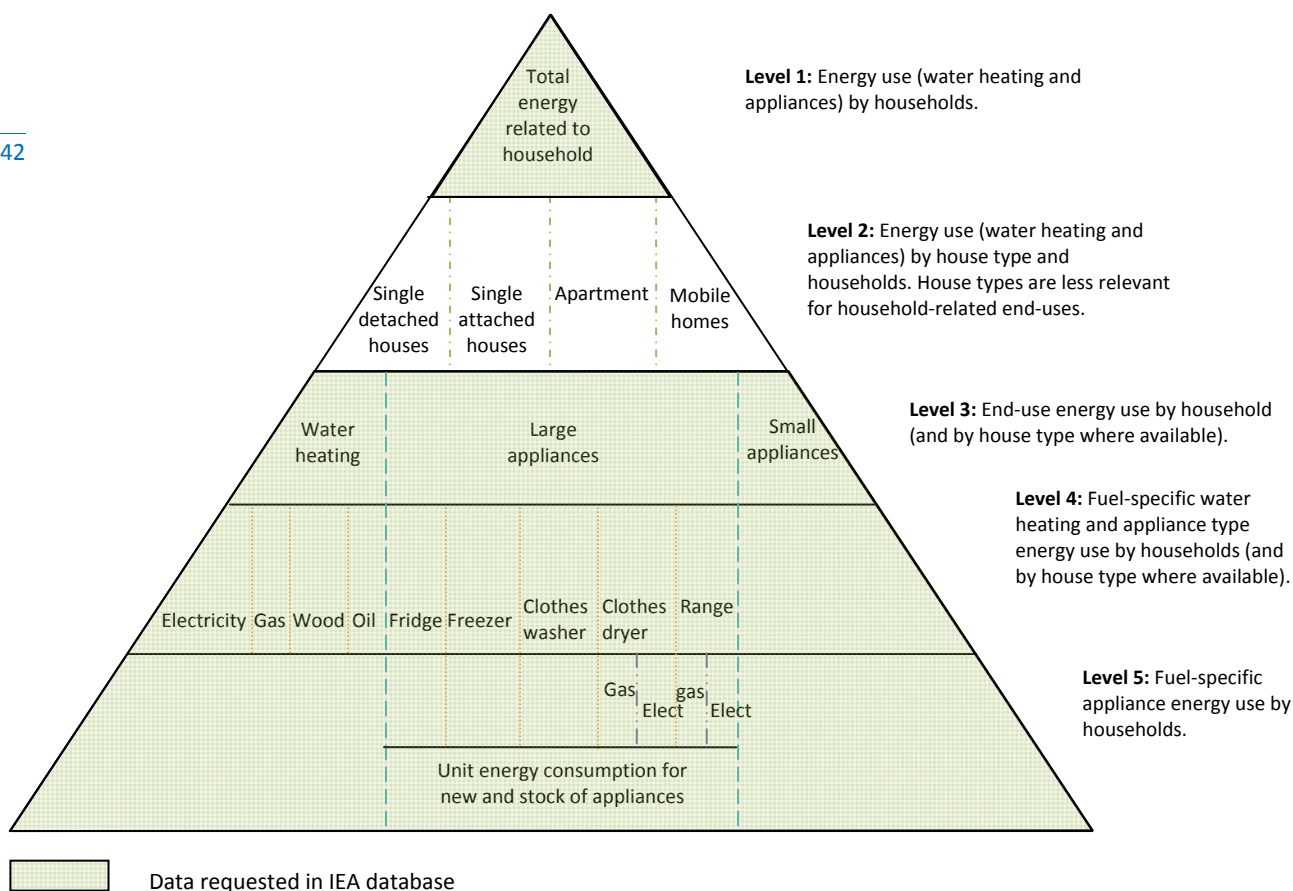 42
Total
energy
related to
household
Level 1: Energy use (water heating and
appliances) by households.
Single
detached
houses
Single
attached
houses
Apartment
Mobile
homes
Level 2: Energy use (water heating and
appliances) by house type and
households. House types are less relevant
for household-related end-uses.
Water
heating
Large
appliances
Small
appliances
Level 3: End-use energy use by household
(and by house type where available).
Electricity
Gas
Wood
Oil
Fridge
Freezer
Clothes
washer
Clothes
dryer
Range
Level 4: Fuel-specific water
heating and appliance type
energy use by households (and
by house type where available).
Gas
Elect
gas
Elect
Unit energy consumption for
new and stock of appliances
Level 5: Fuel-specific
appliance energy use by
households.
Data requested in IEA database